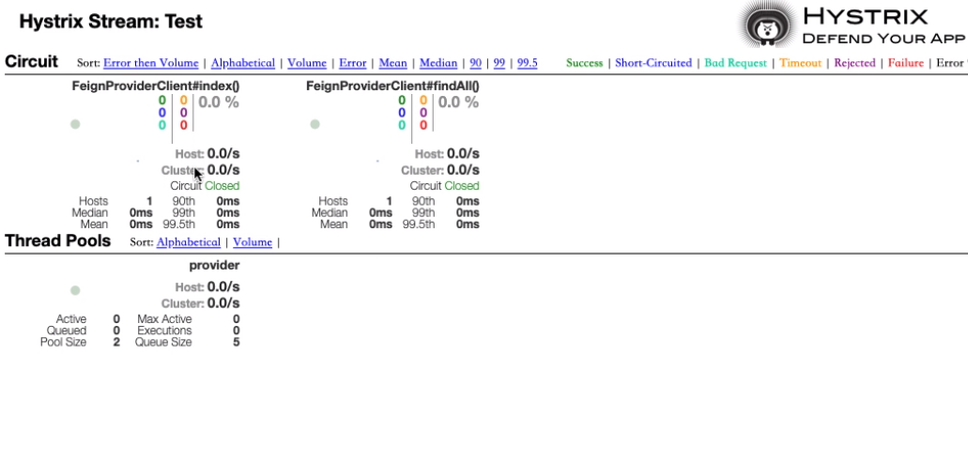 Hystrix Stream: Test
HYSTRIX
DEFEND YOUR APP
Circuit Sort: Error then Volume | Alphabetical | Volume | Error | Mean | Median | 90 | 99 | 99.5
Success | Short-Circuited | Bad Request | Timeout | Rejected | Failure | Error
FeignProviderClient#index()
0 0 0.0 %
0 0
0 0
Host: 0.0/s
Cluster: 0.0/s
Circuit Closed
Hosts 1 90th 0ms
Median 0ms 99th 0ms
Mean 0ms 99.5th 0ms
FeignProviderClient#findAll()
0 0 0.0 %
0 0
0 0
Host: 0.0/s
Cluster: 0.0/s
Circuit Closed
Hosts 1 90th 0ms
Median 0ms 99th 0ms
Mean 0ms 99.5th 0ms
Thread Pools Sort: Alphabetical | Volume |
provider
Host: 0.0/s
Cluster: 0.0/s
Active 0 Max Active 0
Queued 0 Executions 0
Pool Size 2 Queue Size 5